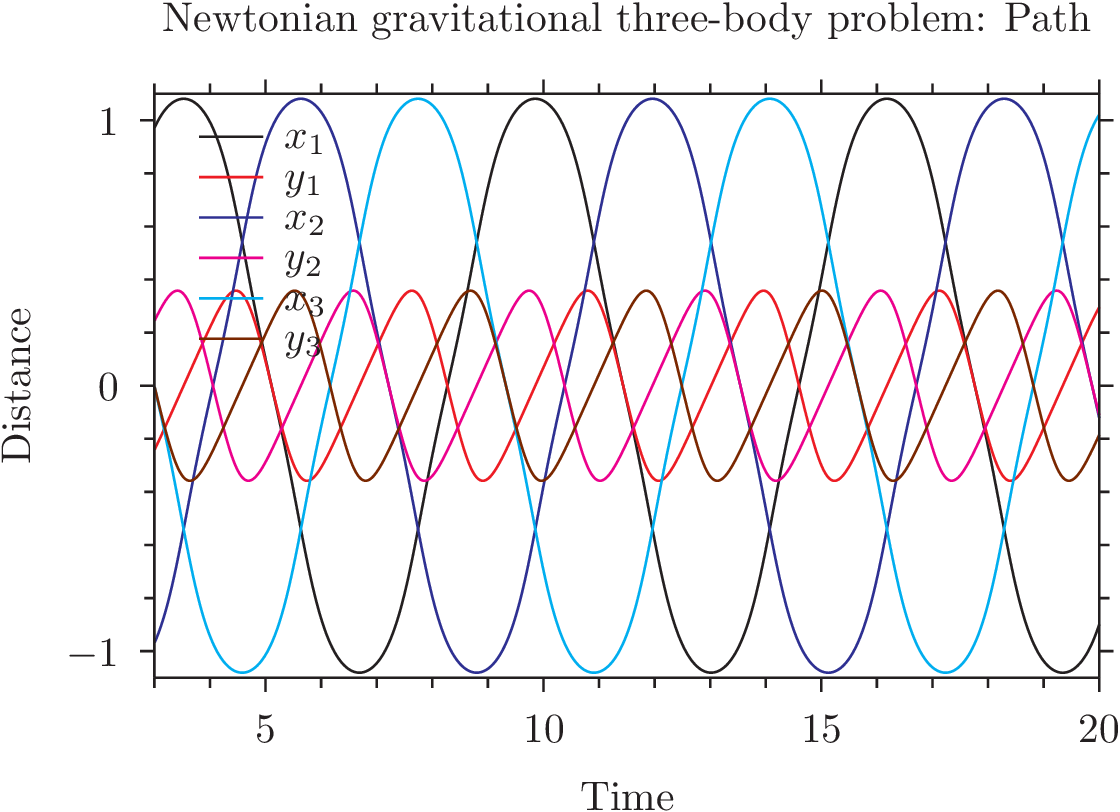 Newtonian gravitational three-body problem: Path
1
x₁
y₁
x₂
y₂
x₃
y₃
0
Distance
−1
5 10 15 20
Time